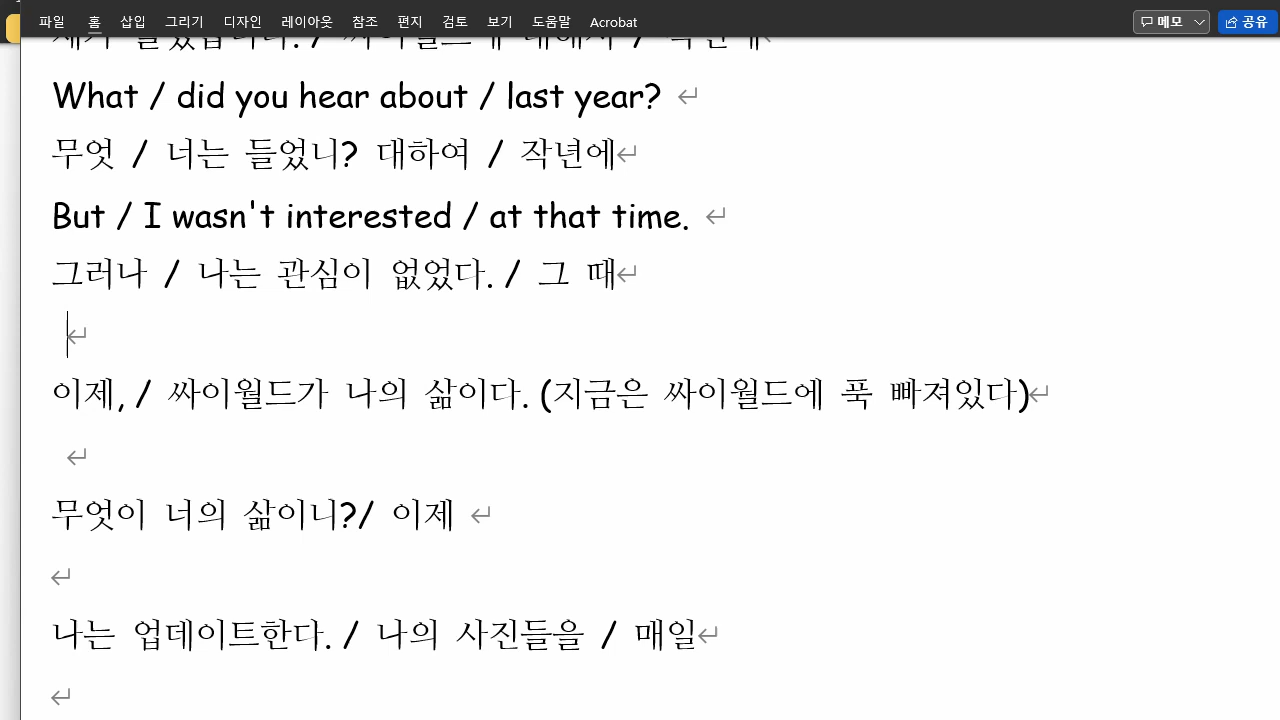 파일 홈 삽입 그리기 디자인 레이아웃 참조 편지 검토 보기 도움말 Acrobat 메모 공유
What / did you hear about / last year?
무엇 / 너는 들었니? 대하여 / 작년에
But / I wasn't interested / at that time.
그러나 / 나는 관심이 없었다. / 그 때
이제, / 싸이월드가 나의 삶이다. (지금은 싸이월드에 푹 빠져있다)
무엇이 너의 삶이니?/ 이제
나는 업데이트한다. / 나의 사진들을 / 매일